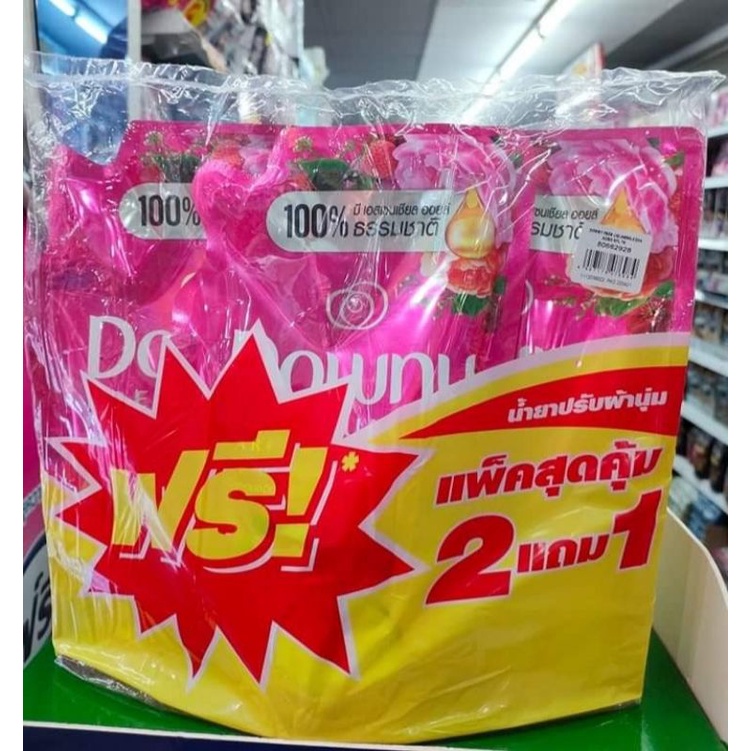 100%
100% มี เอสเซนเชียล ออยล์
ธรรมชาติ
80682928
Do
Downy
น้ำยาปรับผ้านุ่ม
ฟรี!*
แพ็คสุดคุ้ม
2 แถม 1